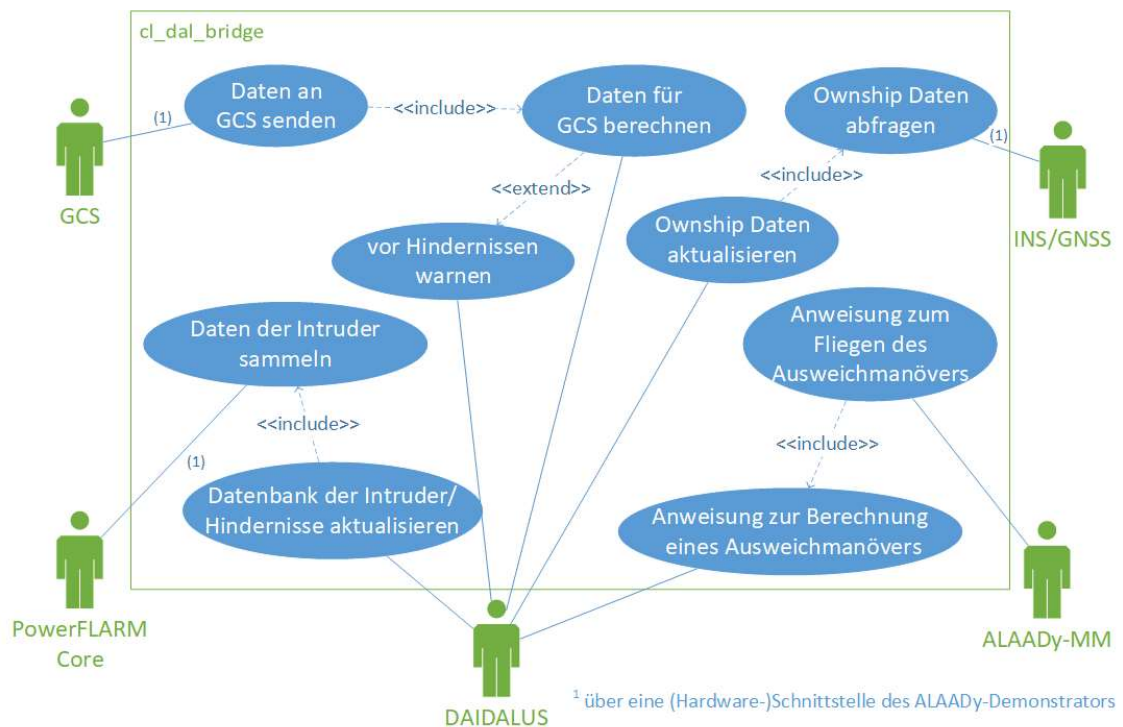 cl_dal_bridge
Daten an
GCS senden
<<include>>
Daten für
GCS berechnen
Ownship Daten
abfragen
(1)
(1)
GCS
<<extend>>
<<include>>
INS/GNSS
vor Hindernissen
warnen
Ownship Daten
aktualisieren
Daten der Intruder
sammeln
Anweisung zum
Fliegen des
Ausweichmanövers
<<include>>
<<include>>
(1)
Datenbank der Intruder/
Hindernisse aktualisieren
Anweisung zur Berechnung
eines Ausweichmanövers
PowerFLARM
Core
ALAADy-MM
DAIDALUS
1 über eine (Hardware-)Schnittstelle des ALAADy-Demonstrators